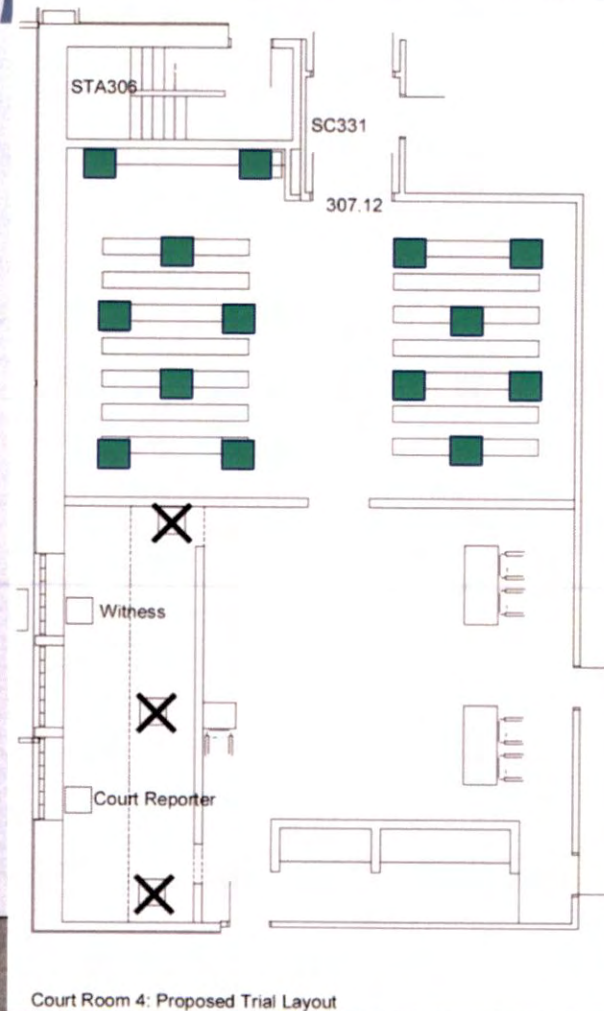 STA306
SC331
307.12
Witness
Court Reporter
Court Room 4: Proposed Trial Layout